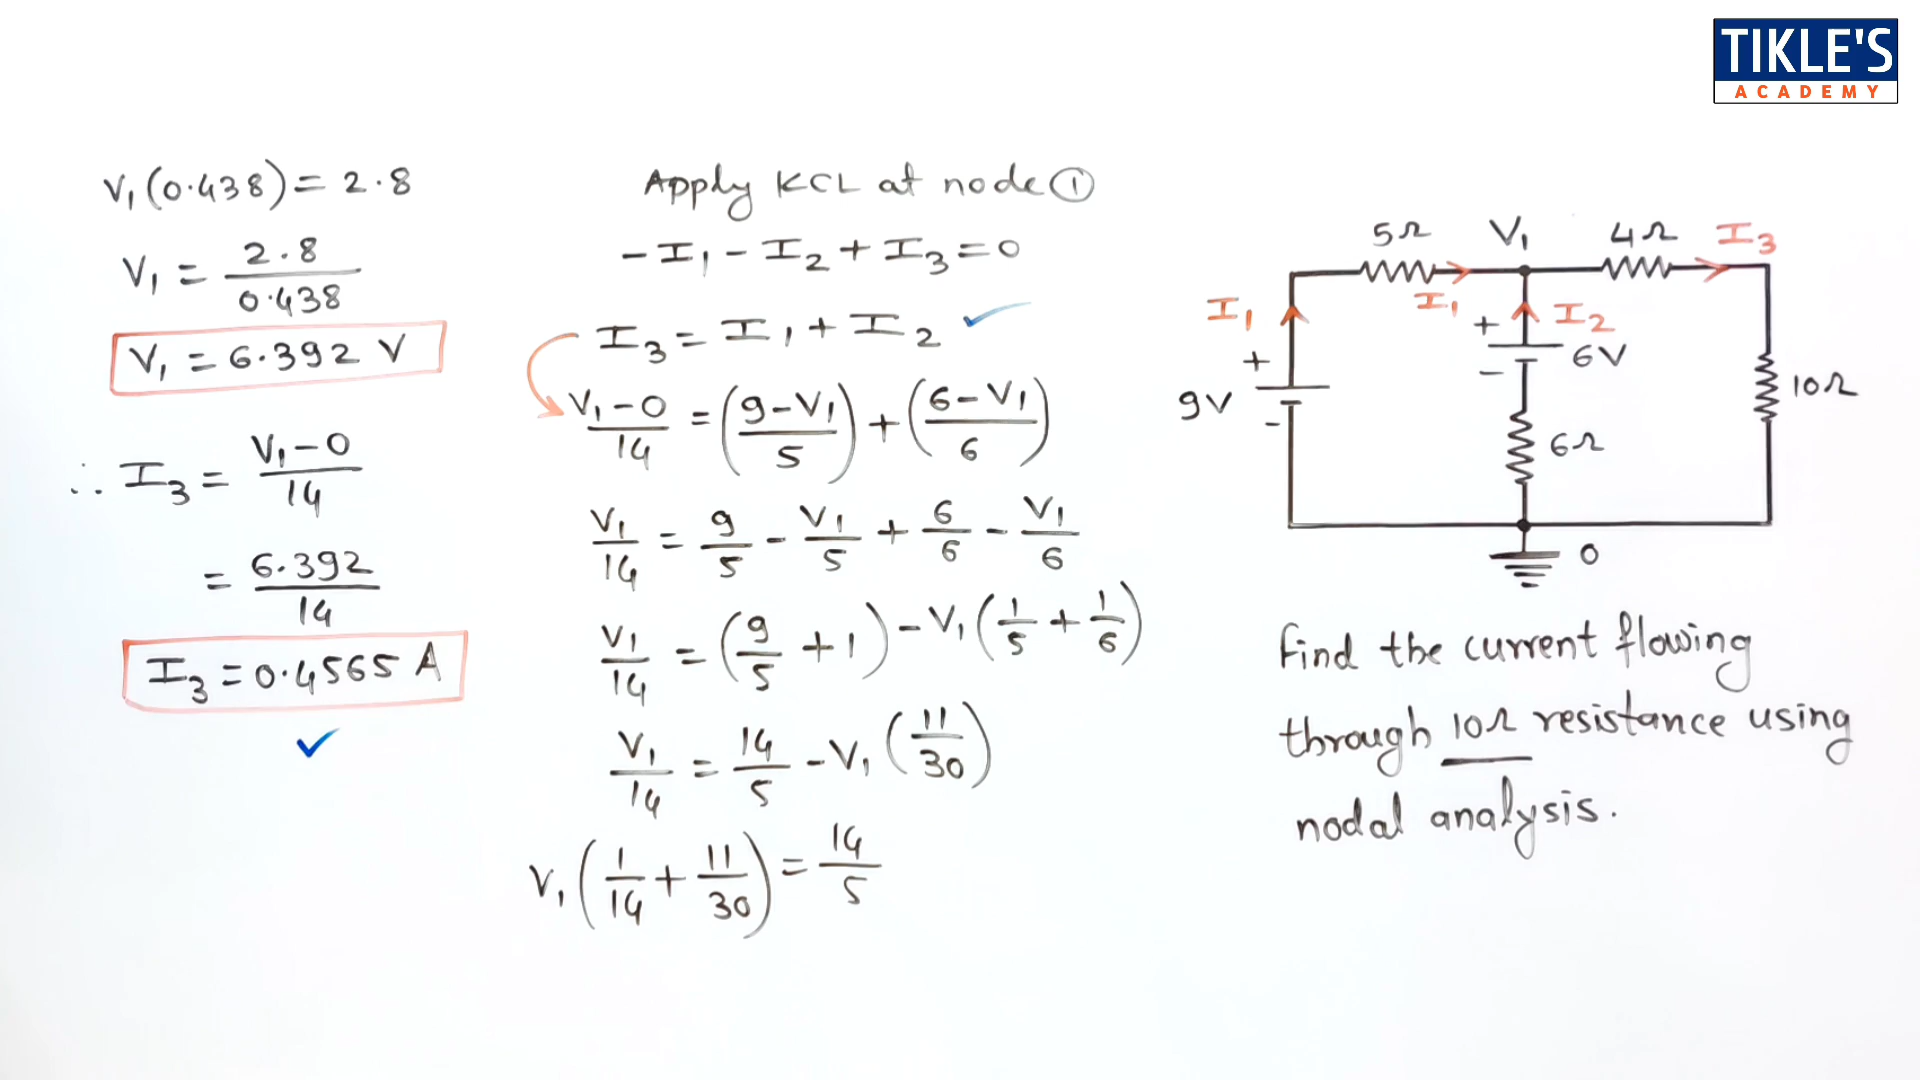 TIKLE'S
ACADEMY
V₁(0.438) = 2.8
V₁ = 2.8/0.438
V₁ = 6.392 V
∴ I₃ = (V₁-0)/14
= 6.392/14
I₃ = 0.4565 A
Apply KCL at node ①
-I₁ - I₂ + I₃ = 0
I₃ = I₁ + I₂
(V₁-0)/14 = ((9-V₁)/5) + ((6-V₁)/6)
V₁/14 = 9/5 - V₁/5 + 6/6 - V₁/6
V₁/14 = (9/5 + 1) - V₁(1/5 + 1/6)
V₁/14 = 14/5 - V₁(11/30)
V₁(1/14 + 11/30) = 14/5
5Ω V₁ 4Ω I₃
I₁ I₁ + I₂
+ - 6V
9V 10Ω
-
6Ω
0
Find the current flowing
through 10Ω resistance using
nodal analysis.